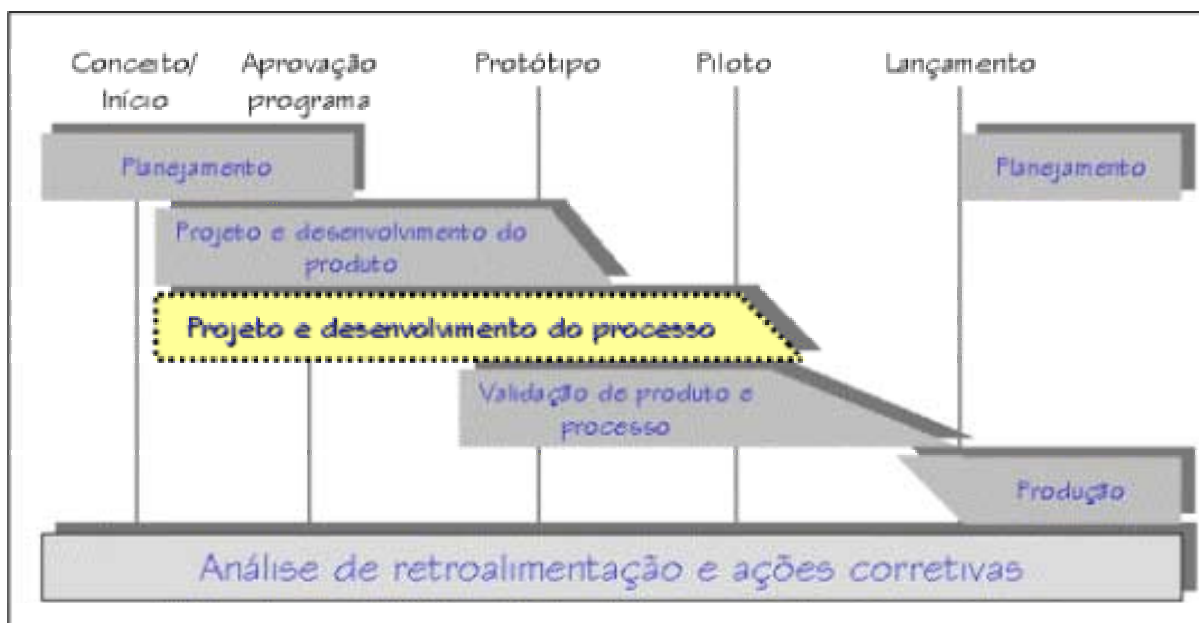 Conceito/
Início
Aprovação
programa
Protótipo
Piloto
Lançamento
Planejamento
Planejamento
Projeto e desenvolvimento do
produto
Projeto e desenvolvimento do processo
Validação de produto e
processo
Produção
Análise de retroalimentação e ações corretivas